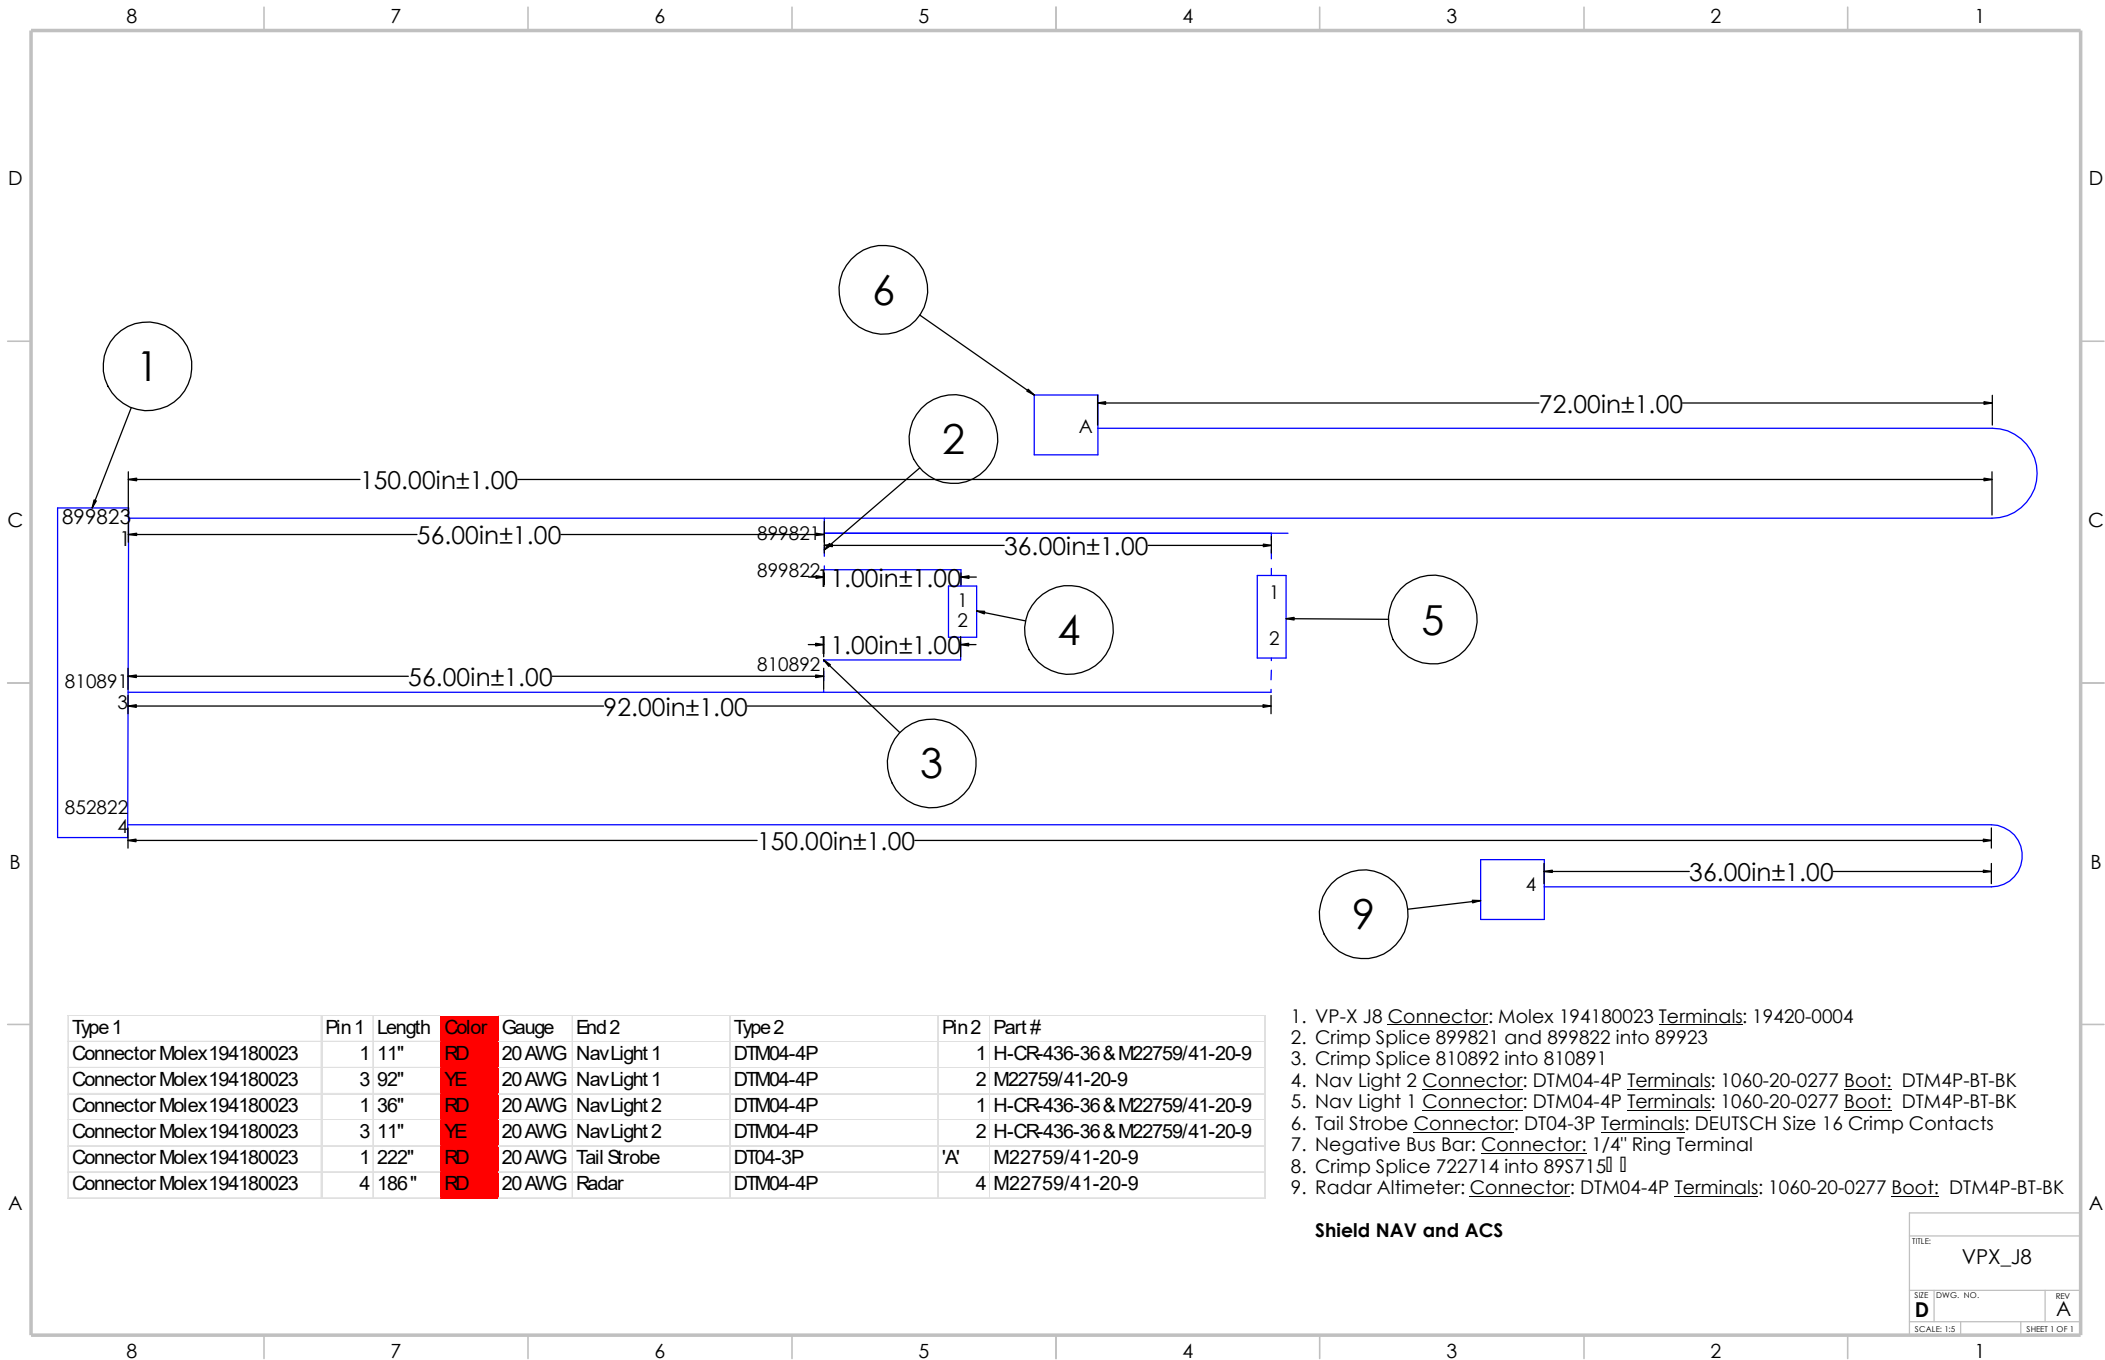 8 7 6 5 4 3 2 1
D D
6
1
72.00in±1.00
A
2
150.00in±1.00
C C
899823
1
56.00in±1.00
899821
36.00in±1.00
899822
11.00in±1.00
1
2
4
1
2
5
11.00in±1.00
810892
810891
56.00in±1.00
3
92.00in±1.00
3
852822
4
150.00in±1.00
B B
36.00in±1.00
4
9
Type 1 Pin 1 Length Color Gauge End 2 Type 2 Pin 2 Part #
Connector Molex 194180023 1 11" RD 20 AWG Nav Light 1 DTM04-4P 1 H-CR-436-36 & M22759/41-20-9
Connector Molex 194180023 3 92" YE 20 AWG Nav Light 1 DTM04-4P 2 M22759/41-20-9
Connector Molex 194180023 1 36" RD 20 AWG Nav Light 2 DTM04-4P 1 H-CR-436-36 & M22759/41-20-9
Connector Molex 194180023 3 11" YE 20 AWG Nav Light 2 DTM04-4P 2 H-CR-436-36 & M22759/41-20-9
Connector Molex 194180023 1 222" RD 20 AWG Tail Strobe DT04-3P 'A' M22759/41-20-9
Connector Molex 194180023 4 186" RD 20 AWG Radar DTM04-4P 4 M22759/41-20-9
1. VP-X J8 Connector: Molex 194180023 Terminals: 19420-0004
2. Crimp Splice 899821 and 899822 into 89923
3. Crimp Splice 810892 into 810891
4. Nav Light 2 Connector: DTM04-4P Terminals: 1060-20-0277 Boot: DTM4P-BT-BK
5. Nav Light 1 Connector: DTM04-4P Terminals: 1060-20-0277 Boot: DTM4P-BT-BK
6. Tail Strobe Connector: DT04-3P Terminals: DEUTSCH Size 16 Crimp Contacts
7. Negative Bus Bar: Connector: 1/4" Ring Terminal
8. Crimp Splice 722714 into 89S715
9. Radar Altimeter: Connector: DTM04-4P Terminals: 1060-20-0277 Boot: DTM4P-BT-BK
Shield NAV and ACS
A A
TITLE:
VPX_J8
SIZE DWG. NO. REV
D A
SCALE: 1:5 SHEET 1 OF 1
8 7 6 5 4 3 2 1